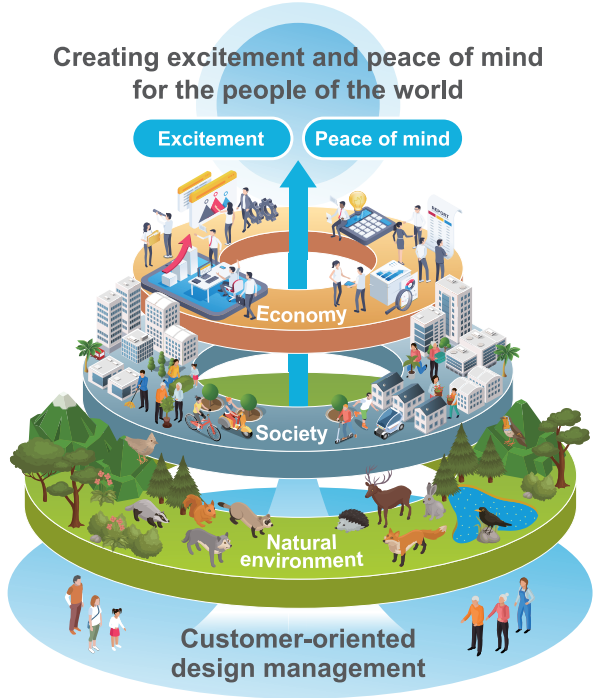 Creating excitement and peace of mind
for the people of the world
Excitement
Peace of mind
REPORT
Economy
Society
Natural
environment
Customer-oriented
design management